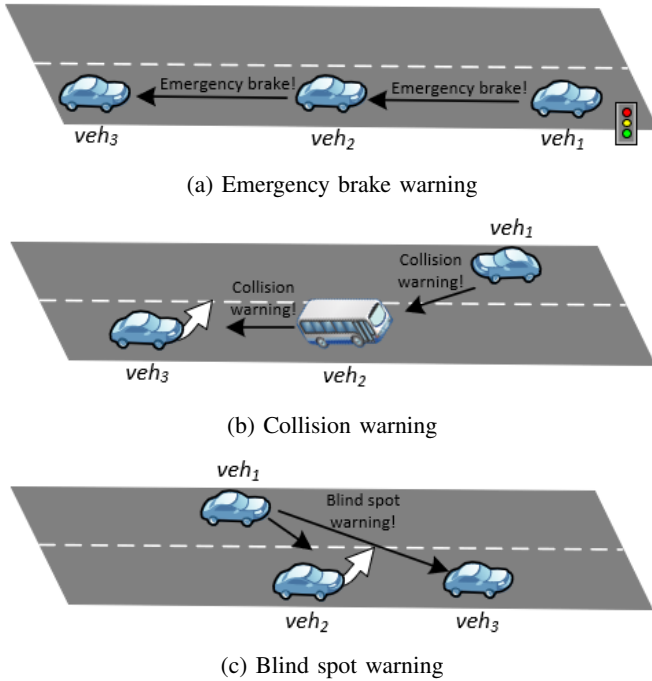 Emergency brake!
Emergency brake!
veh3
veh2
veh1
(a) Emergency brake warning
veh1
Collision
warning!
Collision
warning!
veh3
veh2
(b) Collision warning
veh1
Blind spot
warning!
veh2
veh3
(c) Blind spot warning